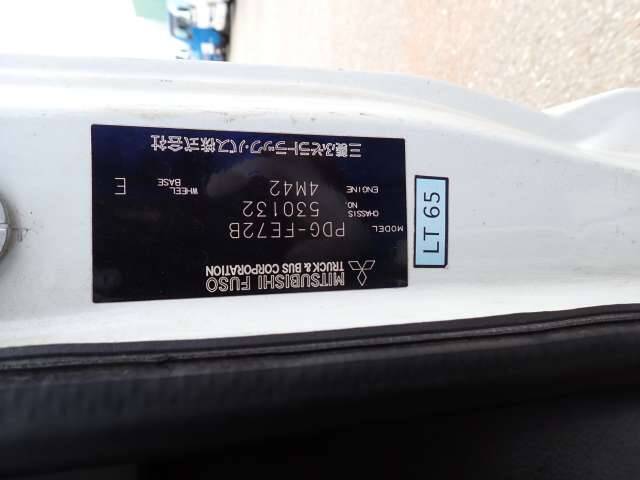 MITSUBISHI FUSO
TRUCK & BUS CORPORATION
MODEL PDG-FE72B
CHASSIS NO. 530132
ENGINE 4M42
WHEEL BASE E
三菱ふそうトラック・バス株式会社
LT 65